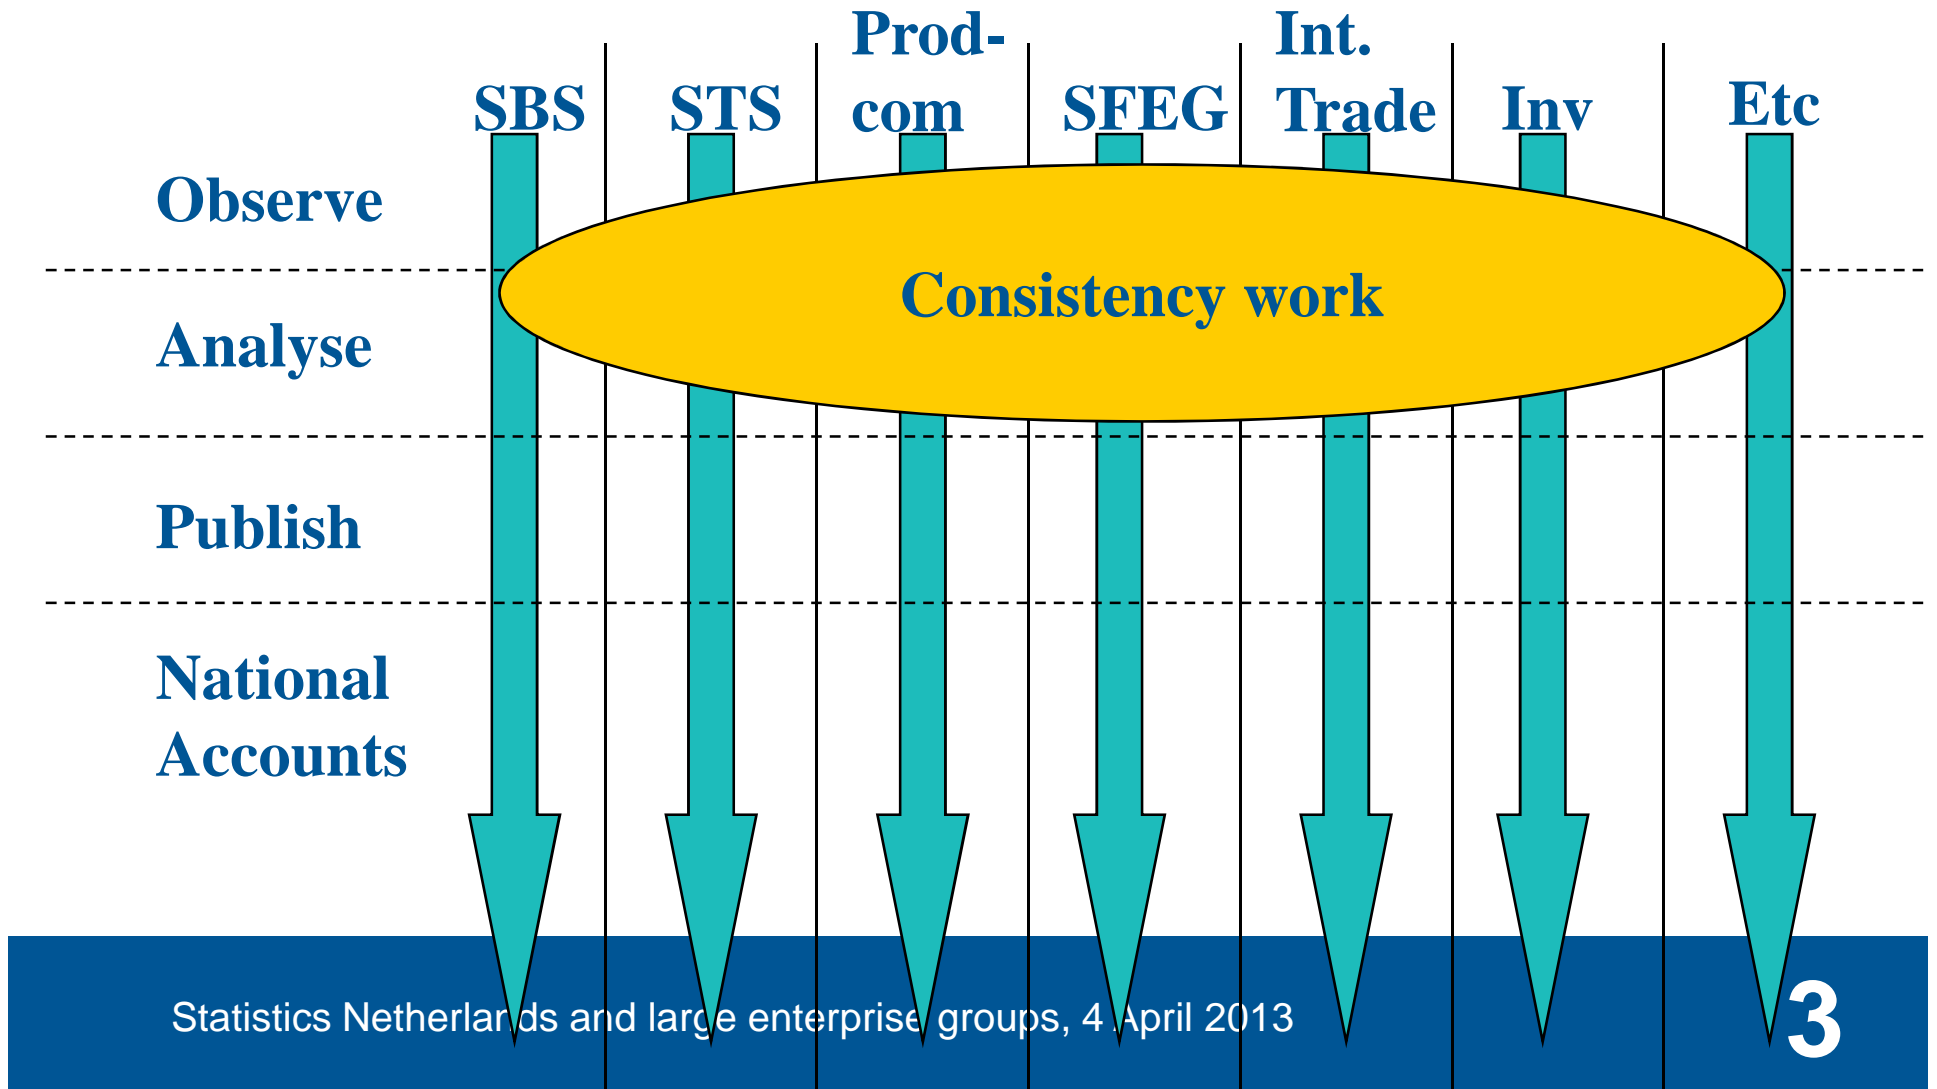 Prod-
Int.
SBS
STS
com
SFEG
Trade
Inv
Etc
Observe
Consistency work
Analyse
Publish
National
Accounts
Statistics Netherlands and large enterprise groups, 4 April 2013
3